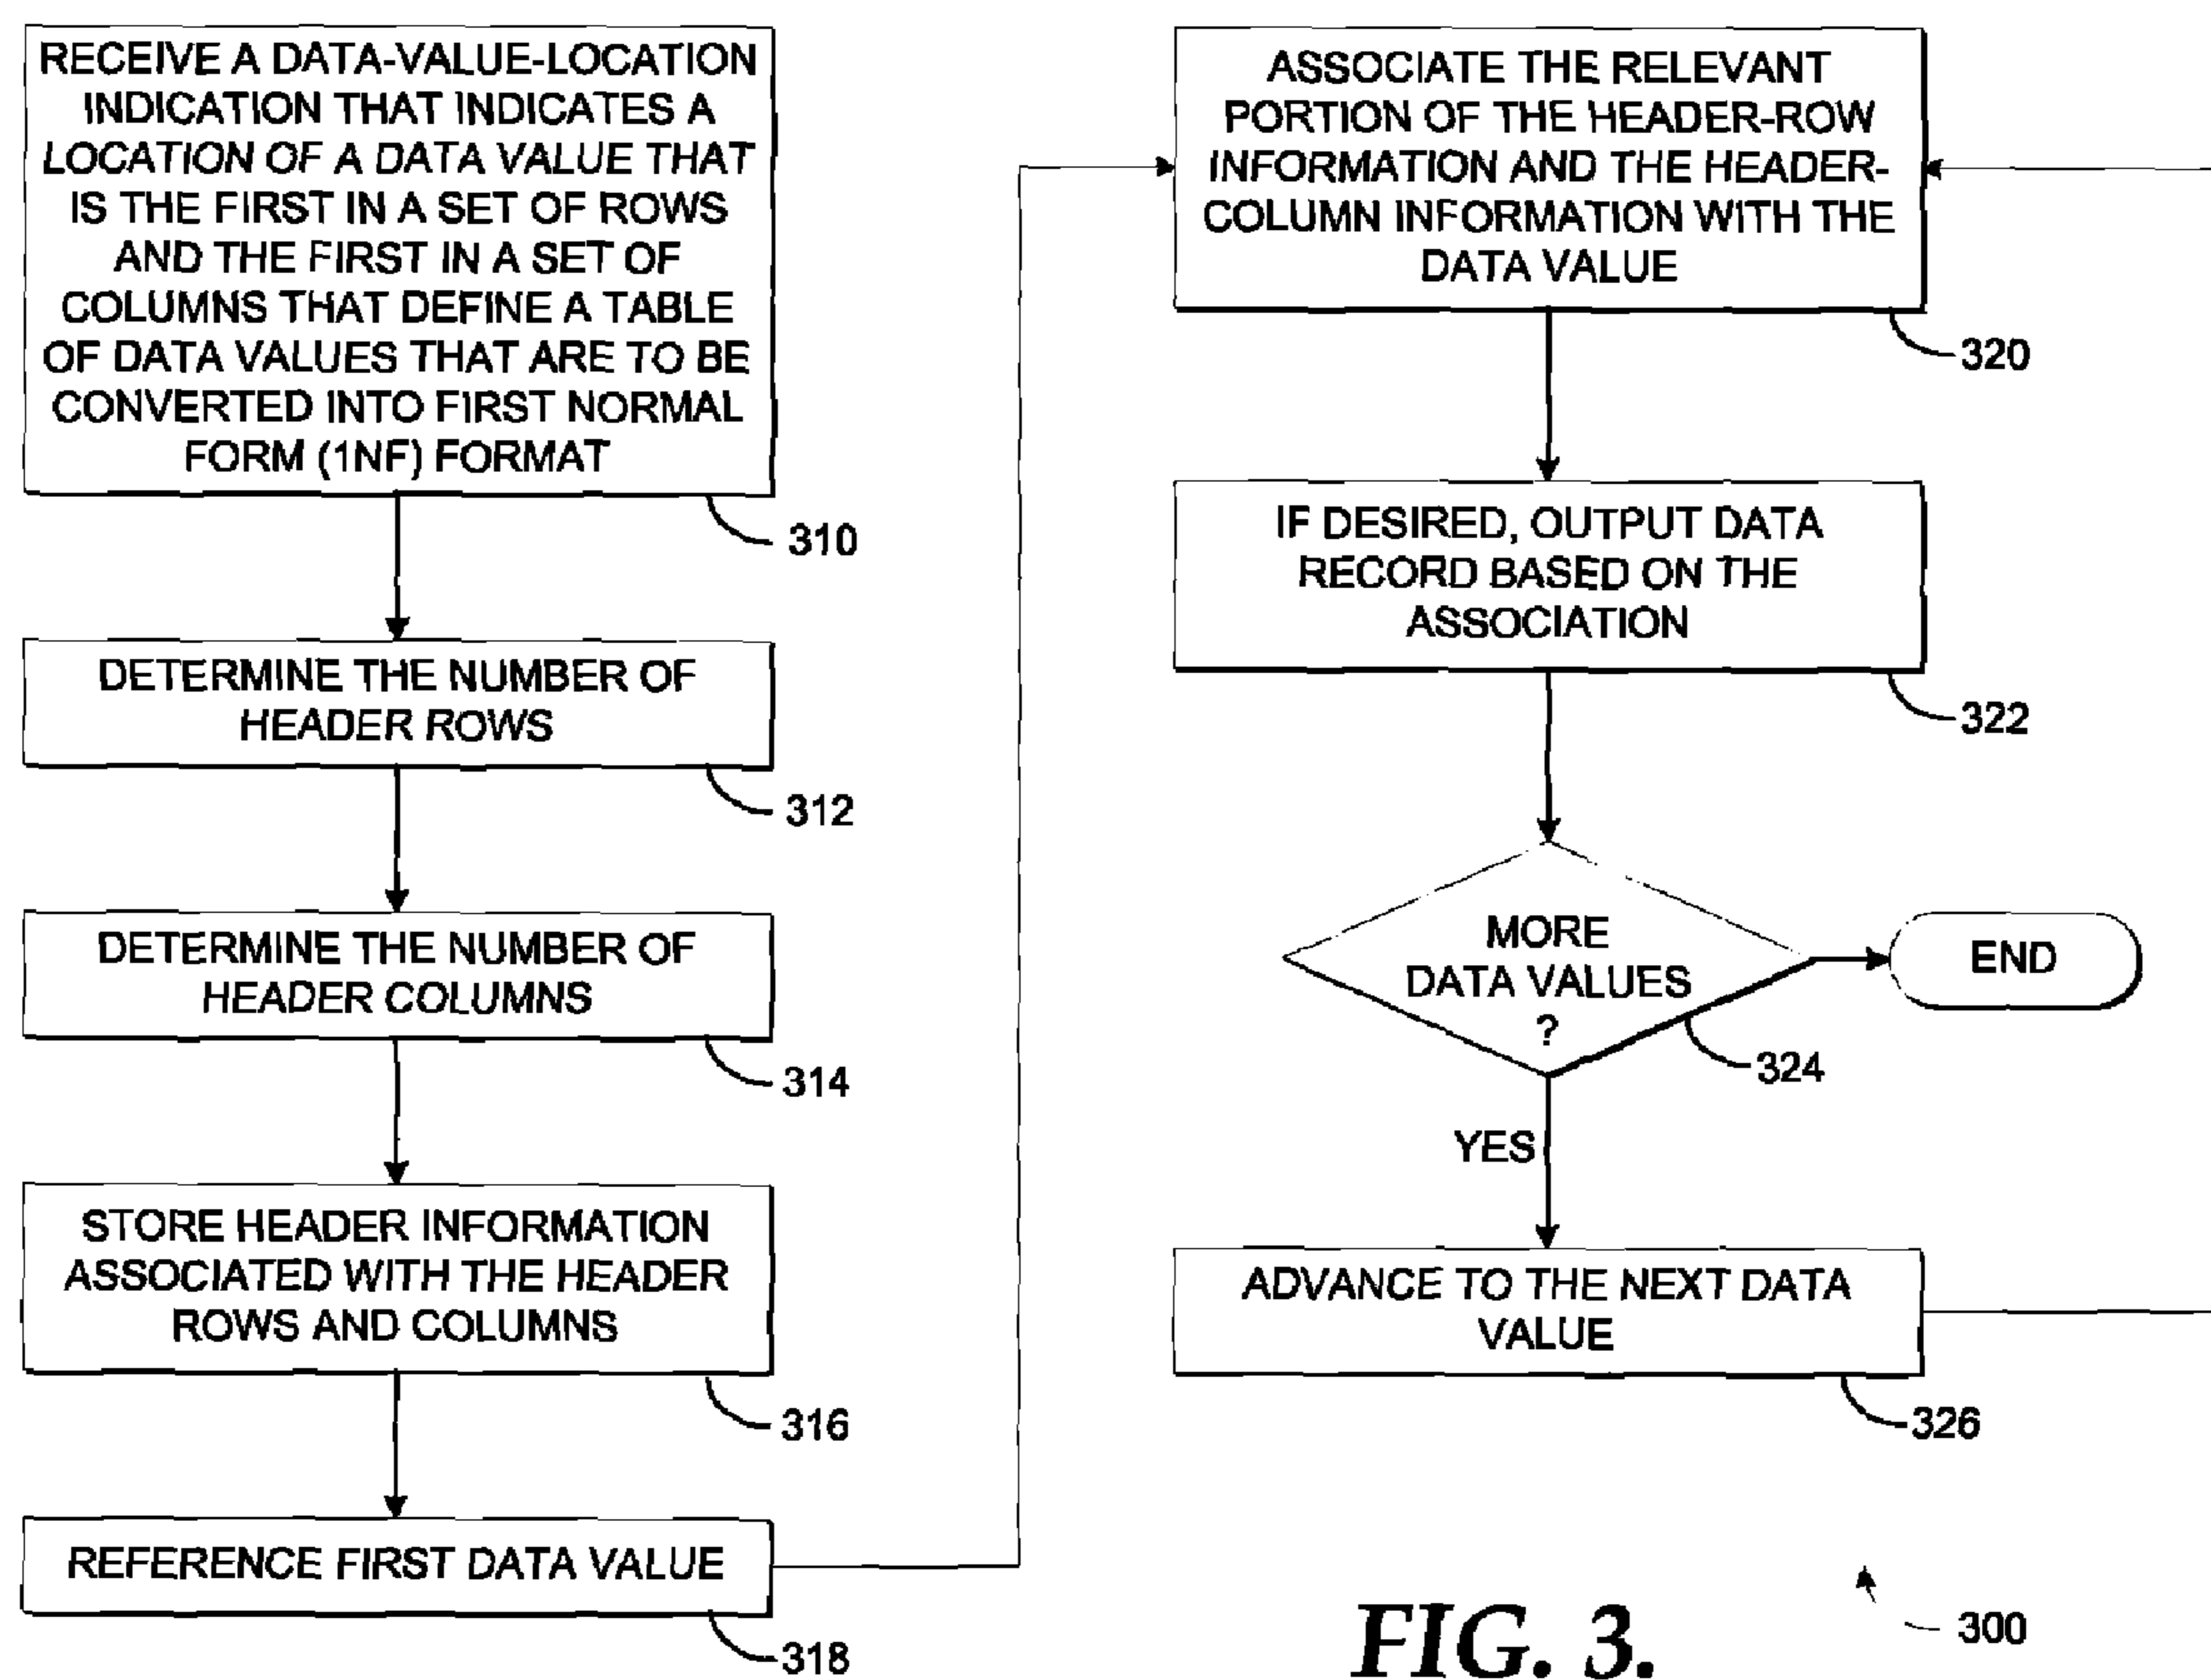 RECEIVE A DATA-VALUE-LOCATION
INDICATION THAT INDICATES A
LOCATION OF A DATA VALUE THAT
IS THE FIRST IN A SET OF ROWS
AND THE FIRST IN A SET OF
COLUMNS THAT DEFINE A TABLE
OF DATA VALUES THAT ARE TO BE
CONVERTED INTO FIRST NORMAL
FORM (1NF) FORMAT
310
DETERMINE THE NUMBER OF
HEADER ROWS
312
DETERMINE THE NUMBER OF
HEADER COLUMNS
314
STORE HEADER INFORMATION
ASSOCIATED WITH THE HEADER
ROWS AND COLUMNS
316
REFERENCE FIRST DATA VALUE
318
ASSOCIATE THE RELEVANT
PORTION OF THE HEADER-ROW
INFORMATION AND THE HEADER-
COLUMN INFORMATION WITH THE
DATA VALUE
320
IF DESIRED, OUTPUT DATA
RECORD BASED ON THE
ASSOCIATION
322
MORE
DATA VALUES
?
324
END
YES
ADVANCE TO THE NEXT DATA
VALUE
326
FIG. 3.
300